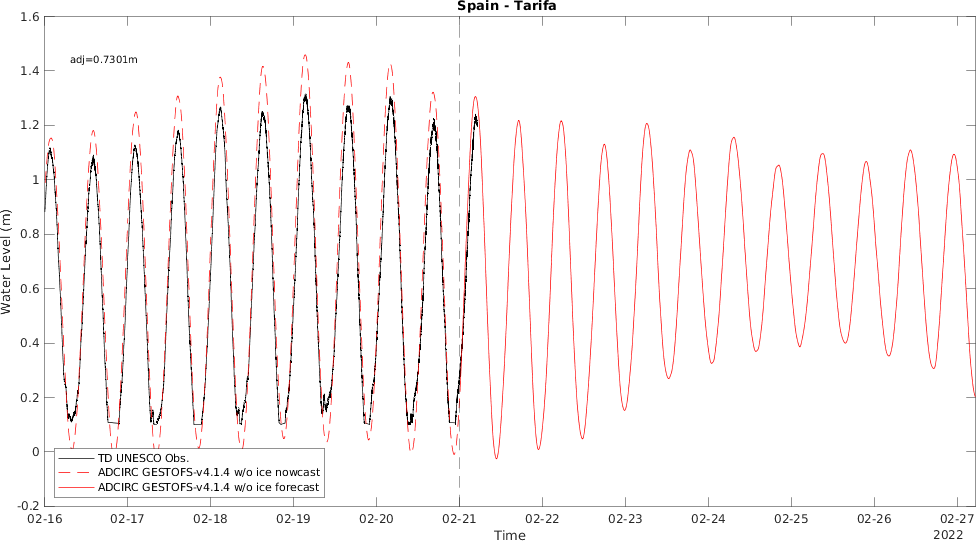 Spain - Tarifa
adj=0.7301m
Water Level (m)
1.6
1.4
1.2
1
0.8
0.6
0.4
0.2
0
-0.2
TD UNESCO Obs.
ADCIRC GESTOFS-v4.1.4 w/o ice nowcast
ADCIRC GESTOFS-v4.1.4 w/o ice forecast
02-16 02-17 02-18 02-19 02-20 02-21 02-22 02-23 02-24 02-25 02-26 02-27
Time
2022